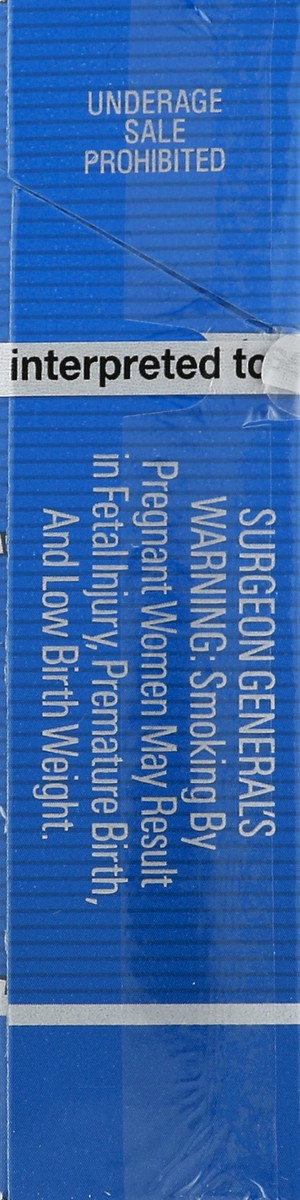 UNDERAGE
SALE
PROHIBITED
interpreted to
SURGEON GENERAL'S
WARNING: Smoking By
Pregnant Women May Result
in Fetal Injury, Premature Birth,
And Low Birth Weight.